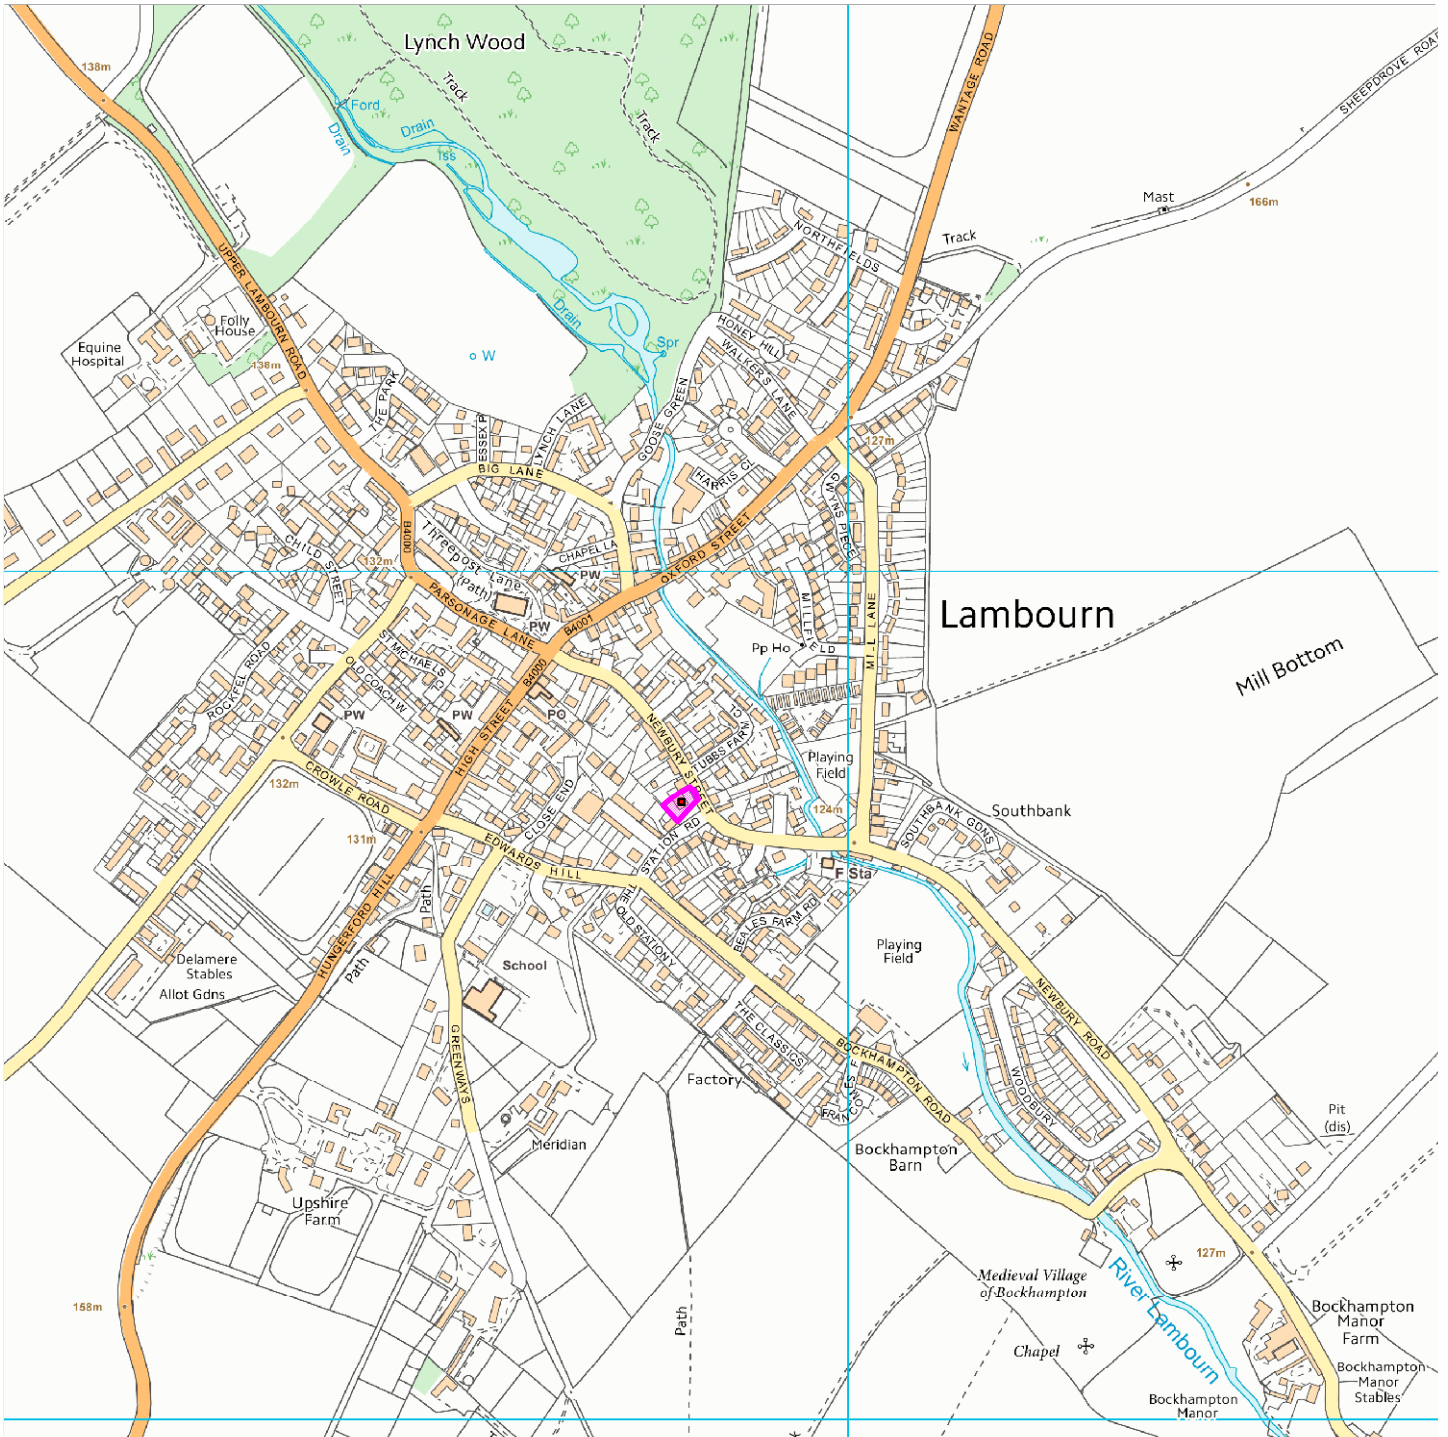 Lynch Wood
138m
Ford
Drain
Drain
Iss
Track
Track
WANTAGE ROAD
SHEEPDROVE ROAD
Mast
166m
Track
NORTHFIELDS
UPPER LAMBOURN ROAD
Folly
House
Equine
Hospital
136m
Drain
W
Spr
HONEY HILL
WALKER'S LANE
THE PARK
ESSEX P
LYNCH LANE
GOOSE GREEN
127m
BIG LANE
HARRIS C
GWYNS PIECE
B4000
Threepost Lane
(Path)
CHAPEL LA
OXFORD STREET
CHILD STREET
132m
PW
PARSONAGE LANE
PW
B4001
MILLFIELD
MILL LANE
Lambourn
Pp Ho
Mill Bottom
ST MICHAELS C
OLD COACH W
ROCKFEL ROAD
B4000
PW
PW
PO
HIGH STREET
NEWBURY STREET
TUBBS FARM CL
Playing
Field
132m
CROWLE ROAD
CLOSE END
124m
Southbank
SOUTHBANK GDNS
131m
EDWARDS HILL
STATION RD
F Sta
Path
THE OLD STATION Y
BEALES FARM RD
HUNGERFORD HILL
Path
Delamere
Stables
Allot Gdns
School
Playing
Field
NEWBURY ROAD
THE CLASSICS
GREENWAYS
BOCKHAMPTON ROAD
Factory
FRANCOMES F
WOODBURY
Meridian
Pit
(dis)
Bockhampton
Barn
Upshire
Farm
127m
158m
Medieval Village
of Bockhampton
River Lambourn
Path
Chapel
Bockhampton
Manor
Farm
Bockhampton
Manor
Stables
Bockhampton
Manor